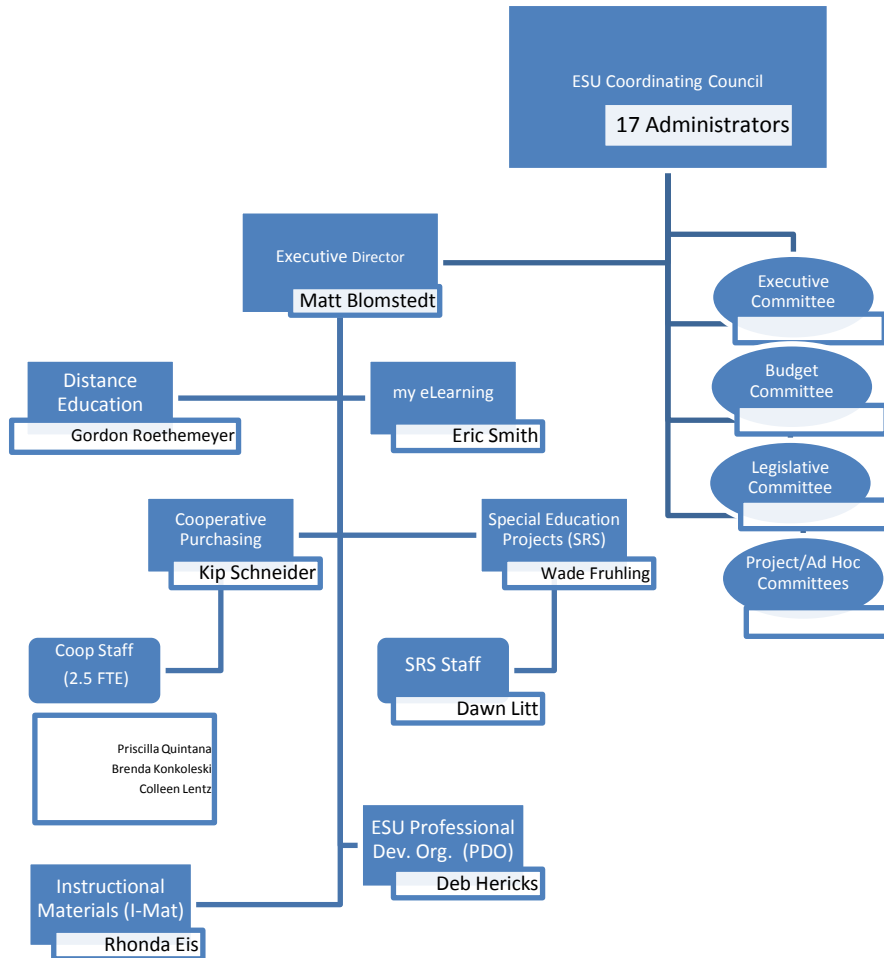 ESU Coordinating Council
17 Administrators
Executive Director
Matt Blomstedt
Executive
Committee
Budget
Committee
Legislative
Committee
Project/Ad Hoc
Committees
Distance
Education
Gordon Roethemeyer
my eLearning
Eric Smith
Cooperative
Purchasing
Kip Schneider
Special Education
Projects (SRS)
Wade Fruhling
Coop Staff
(2.5 FTE)
Priscilla Quintana
Brenda Konkoleski
Colleen Lentz
SRS Staff
Dawn Litt
ESU Professional
Dev. Org. (PDO)
Deb Hericks
Instructional
Materials (I-Mat)
Rhonda Eis